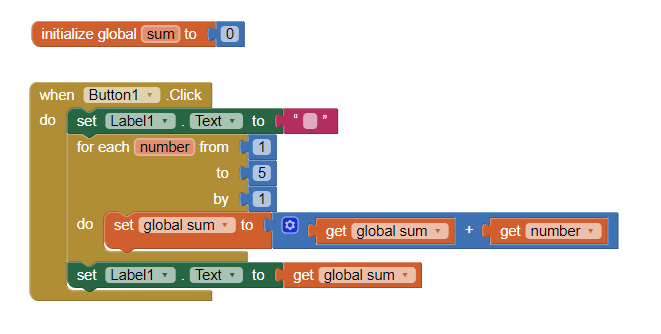 initialize global sum to 0
when Button1 .Click
do set Label1 . Text to " "
for each number from 1
to 5
by 1
do set global sum to get global sum + get number
set Label1 . Text to get global sum